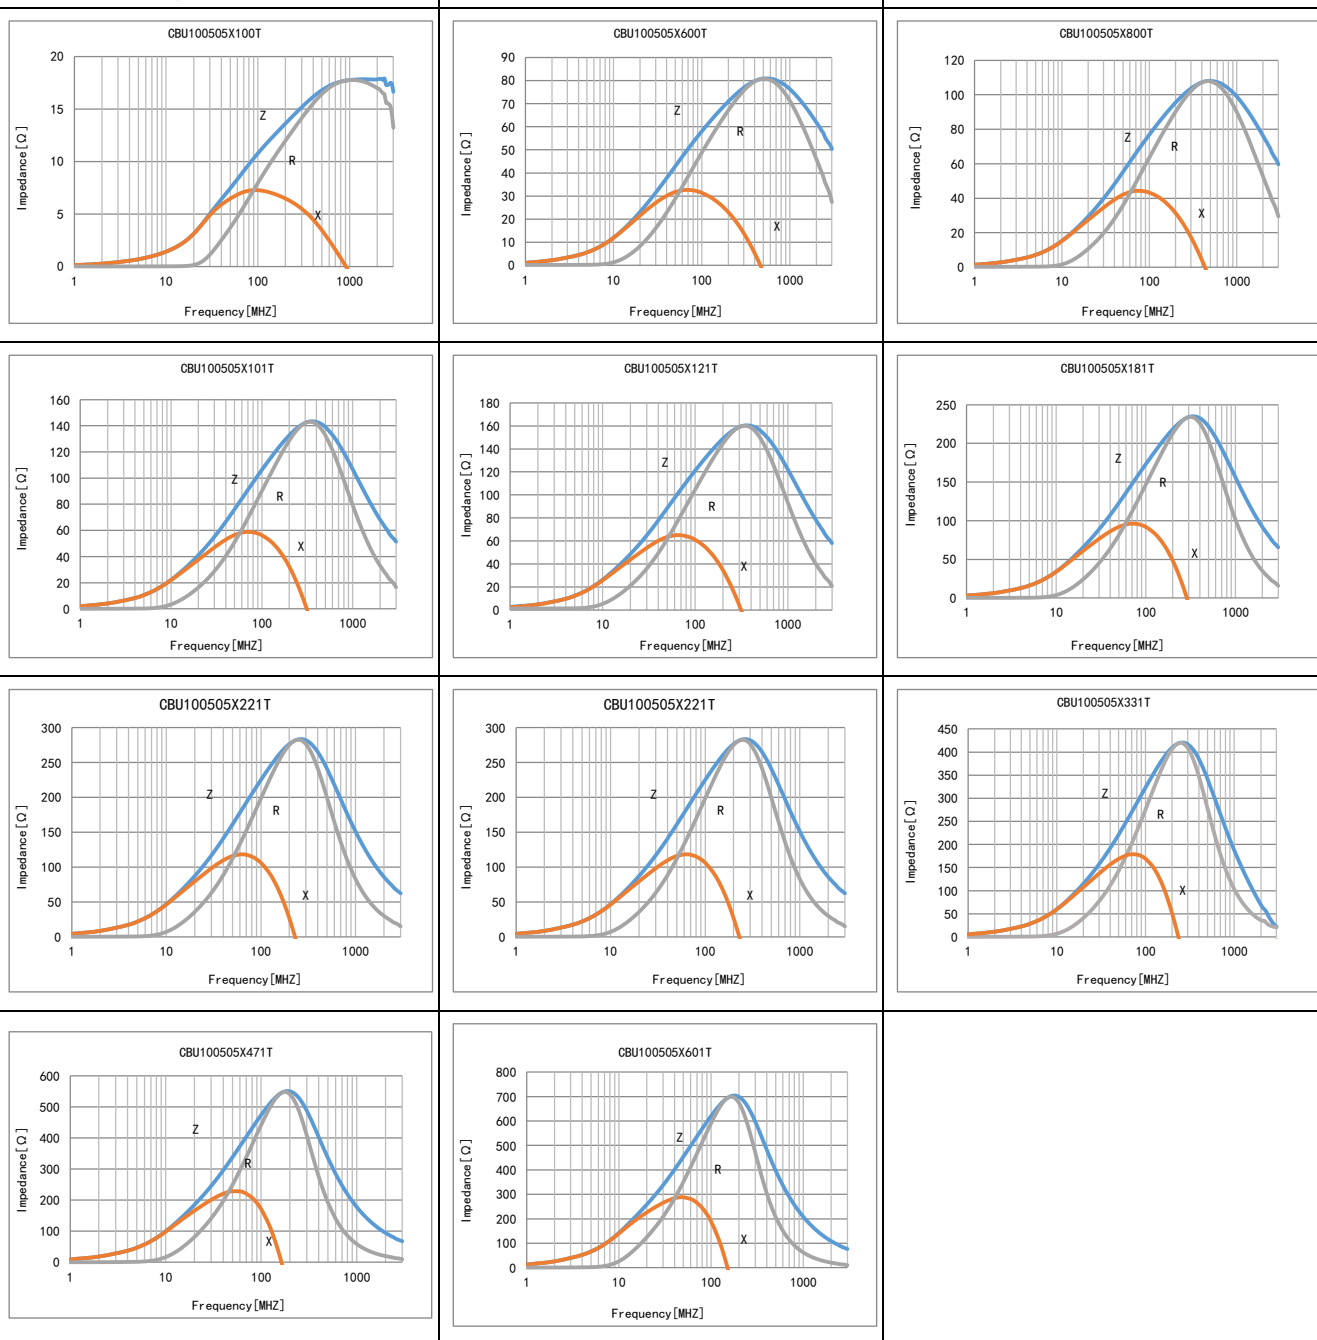 CBU100505X100T
Impedance[Ω]
20
15
10
5
0
Z
R
X
1 10 100 1000
Frequency[MHZ]
CBU100505X600T
Impedance[Ω]
90
80
70
60
50
40
30
20
10
0
Z
R
X
1 10 100 1000
Frequency[MHZ]
CBU100505X800T
Impedance[Ω]
120
100
80
60
40
20
0
Z
R
X
1 10 100 1000
Frequency[MHZ]
CBU100505X101T
Impedance[Ω]
160
140
120
100
80
60
40
20
0
Z
R
X
1 10 100 1000
Frequency[MHZ]
CBU100505X121T
Impedance[Ω]
180
160
140
120
100
80
60
40
20
0
Z
R
X
1 10 100 1000
Frequency[MHZ]
CBU100505X181T
Impedance[Ω]
250
200
150
100
50
0
Z
R
X
1 10 100 1000
Frequency[MHZ]
CBU100505X221T
Impedance[Ω]
300
250
200
150
100
50
0
Z
R
X
1 10 100 1000
Frequency[MHZ]
CBU100505X221T
Impedance[Ω]
300
250
200
150
100
50
0
Z
R
X
1 10 100 1000
Frequency[MHZ]
CBU100505X331T
Impedance[Ω]
450
400
350
300
250
200
150
100
50
0
Z
R
X
1 10 100 1000
Frequency[MHZ]
CBU100505X471T
Impedance[Ω]
600
500
400
300
200
100
0
Z
R
X
1 10 100 1000
Frequency[MHZ]
CBU100505X601T
Impedance[Ω]
800
700
600
500
400
300
200
100
0
Z
R
X
1 10 100 1000
Frequency[MHZ]